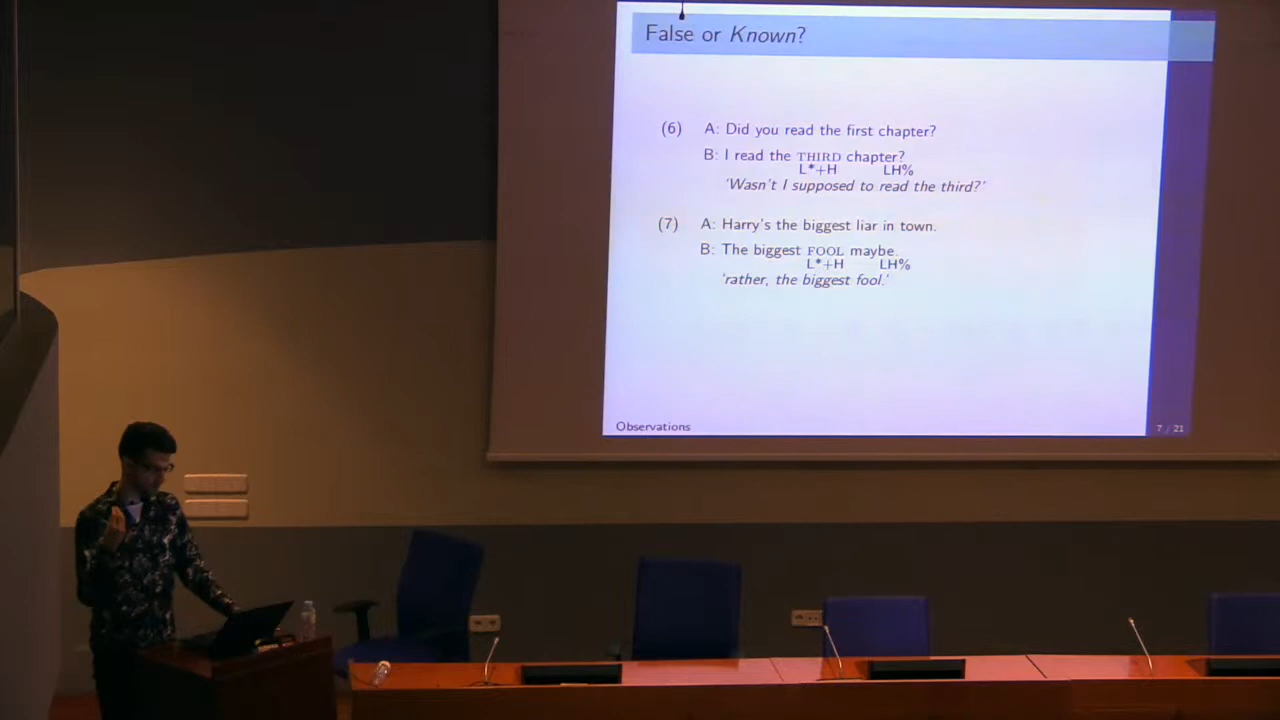 False or Known?
(6) A: Did you read the first chapter?
B: I read the THIRD chapter?
L*+H LH%
'Wasn't I supposed to read the third?'
(7) A: Harry's the biggest liar in town.
B: The biggest FOOL maybe.
L*+H LH%
'rather, the biggest fool.'
Observations
7 / 21